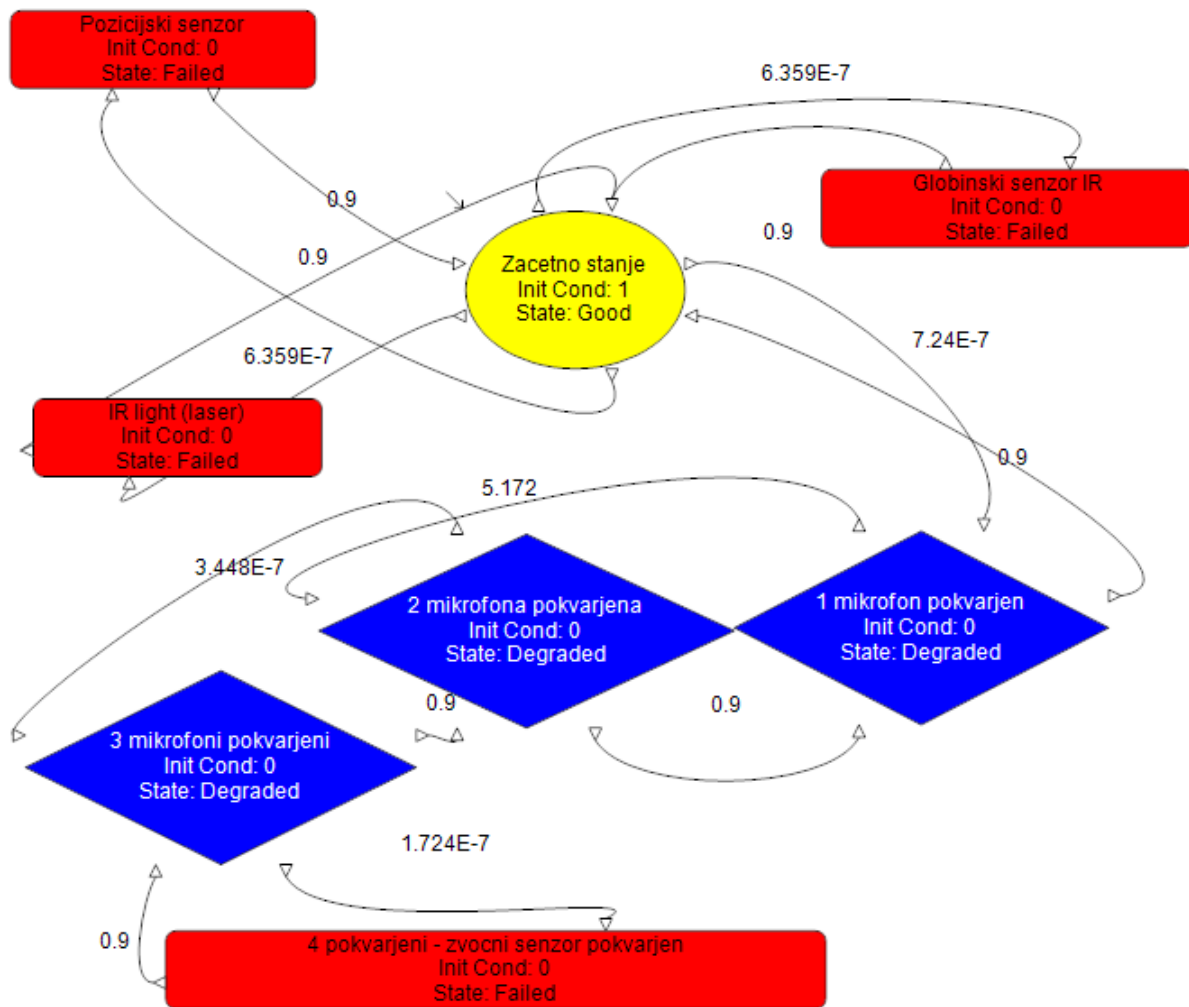 Pozicijski senzor
Init Cond: 0
State: Failed
6.359E-7
Globinski senzor IR
Init Cond: 0
State: Failed
0.9
0.9
0.9
Zacetno stanje
Init Cond: 1
State: Good
7.24E-7
6.359E-7
IR light (laser)
Init Cond: 0
State: Failed
0.9
5.172
3.448E-7
2 mikrofona pokvarjena
Init Cond: 0
State: Degraded
1 mikrofon pokvarjen
Init Cond: 0
State: Degraded
0.9
0.9
3 mikrofoni pokvarjeni
Init Cond: 0
State: Degraded
1.724E-7
0.9
4 pokvarjeni - zvocni senzor pokvarjen
Init Cond: 0
State: Failed